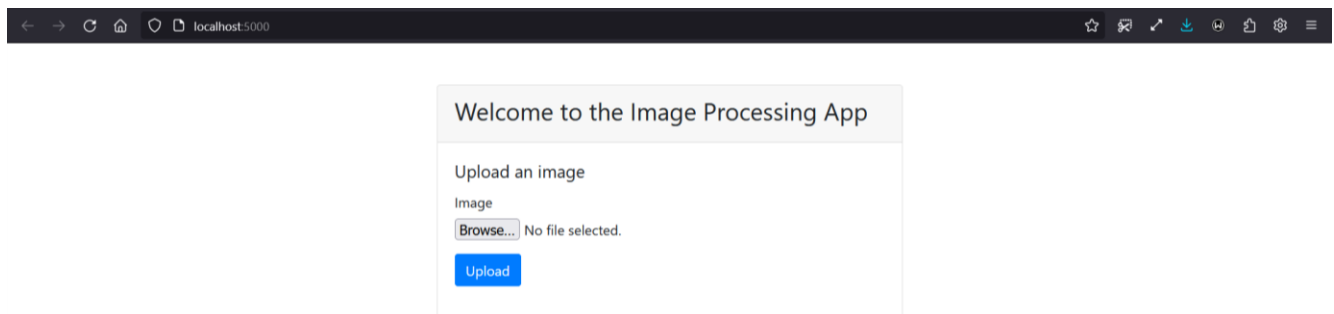 localhost:5000
Welcome to the Image Processing App
Upload an image
Image
Browse... No file selected.
Upload